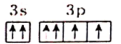 3s 3p
↑↑ ↑↑ ↑ ↑